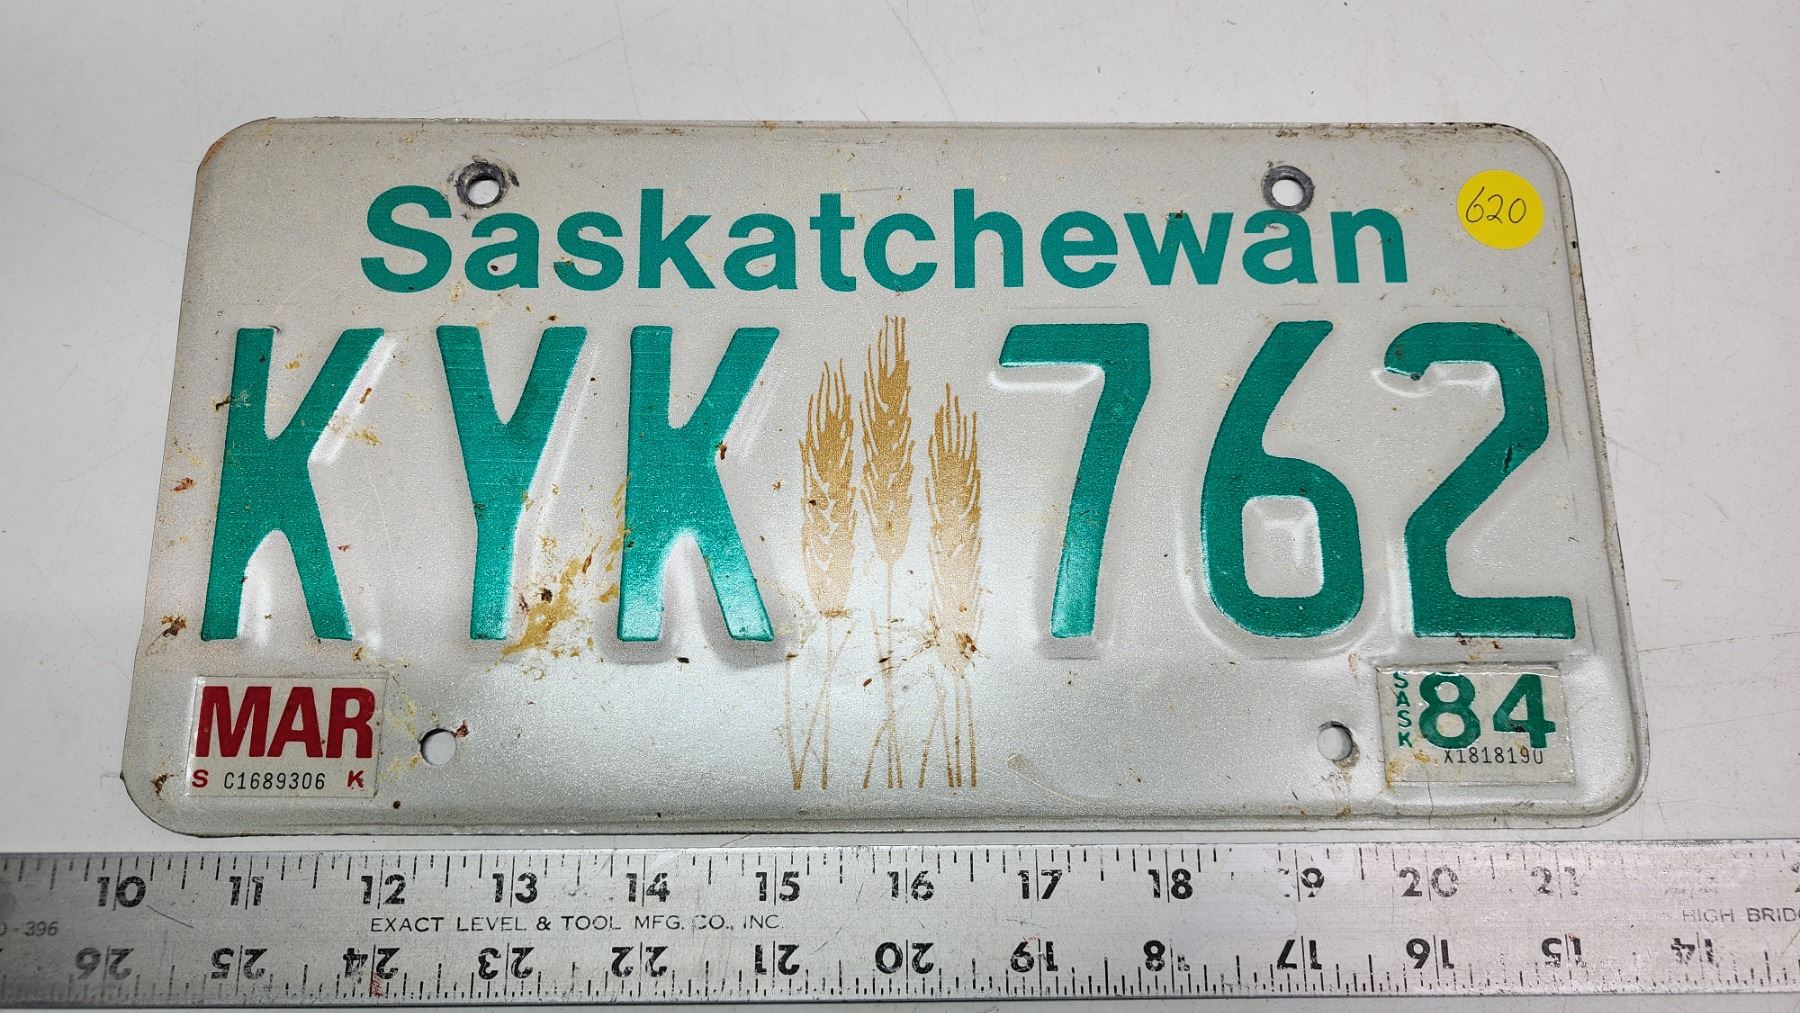 Saskatchewan
620
KYK 762
MAR
S C1689306 K
SASK
84
X1818190
10 11 12 13 14 15 16 17 18 19 20 21
EXACT LEVEL & TOOL MFG. CO., INC.
HIGH BRID
26 25 24 23 22 21 20 19 18 17 16 15 14